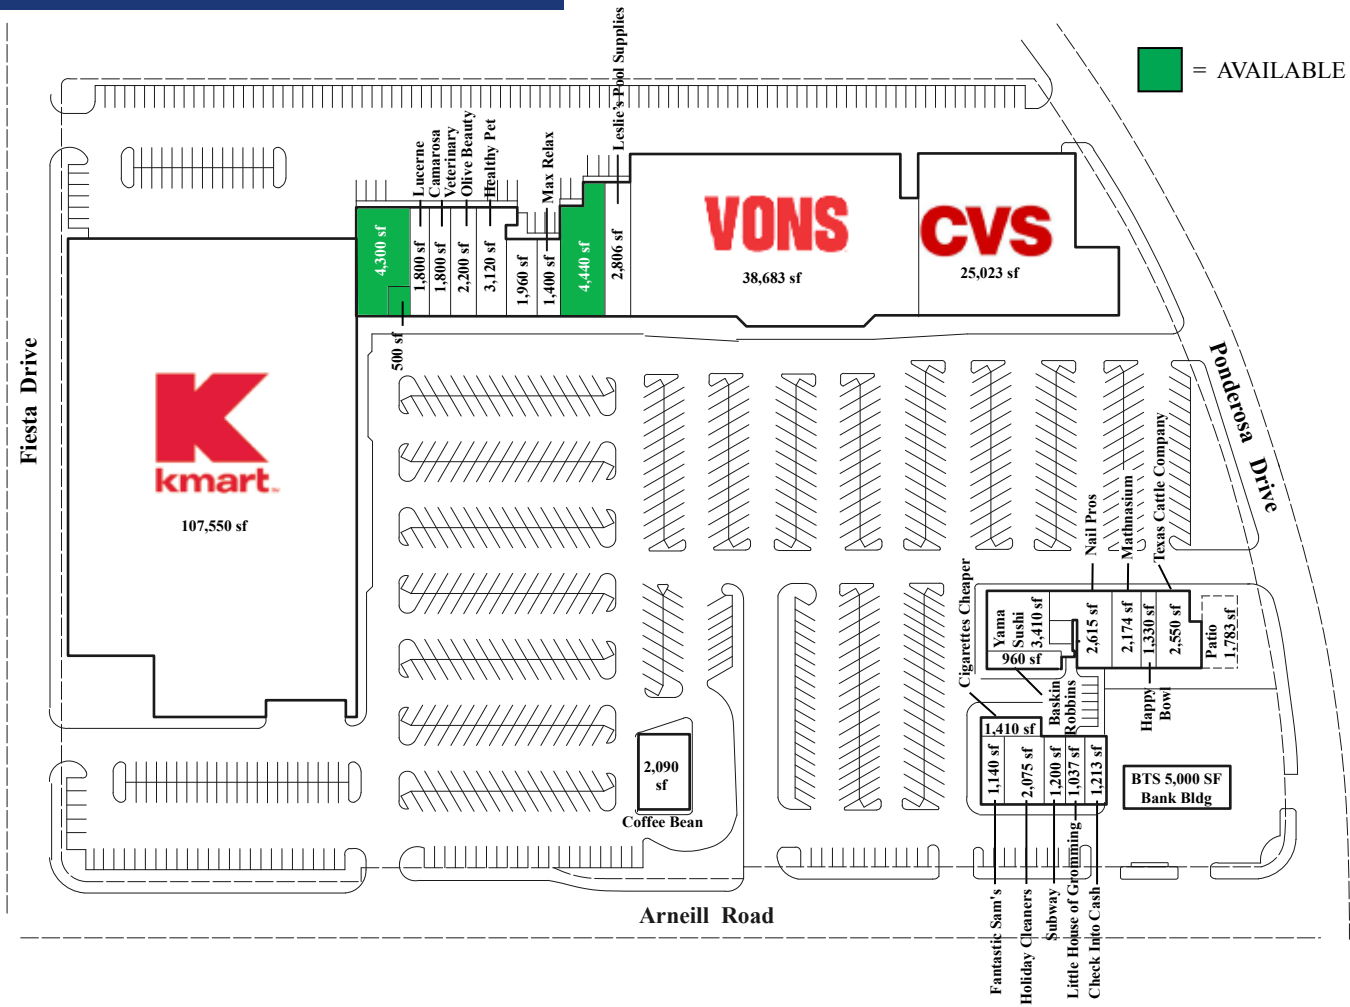 = AVAILABLE
Leslie's Pool Supplies
Lucerne
Camarosa
Veterinary
Olive Beauty
Healthy Pet
Max Relax
4,300 sf
500 sf
1,800 sf
1,800 sf
2,200 sf
3,120 sf
1,960 sf
1,400 sf
4,440 sf
2,806 sf
VONS
38,683 sf
CVS
25,023 sf
Fiesta Drive
K
kmart
107,550 sf
Ponderosa Drive
Cigarettes Cheaper
Nail Pros
Mathnasium
Texas Cattle Company
Yama
Sushi
3,410 sf
960 sf
2,615 sf
2,174 sf
1,330 sf
2,550 sf
Patio
1,783 sf
Baskin
Robbins
Happy
Bowl
1,410 sf
1,140 sf
2,075 sf
1,200 sf
1,037 sf
1,213 sf
BTS 5,000 SF
Bank Bldg
2,090
sf
Coffee Bean
Arneill Road
Fantastic Sam's
Holiday Cleaners
Subway
Little House of Gromming
Check Into Cash